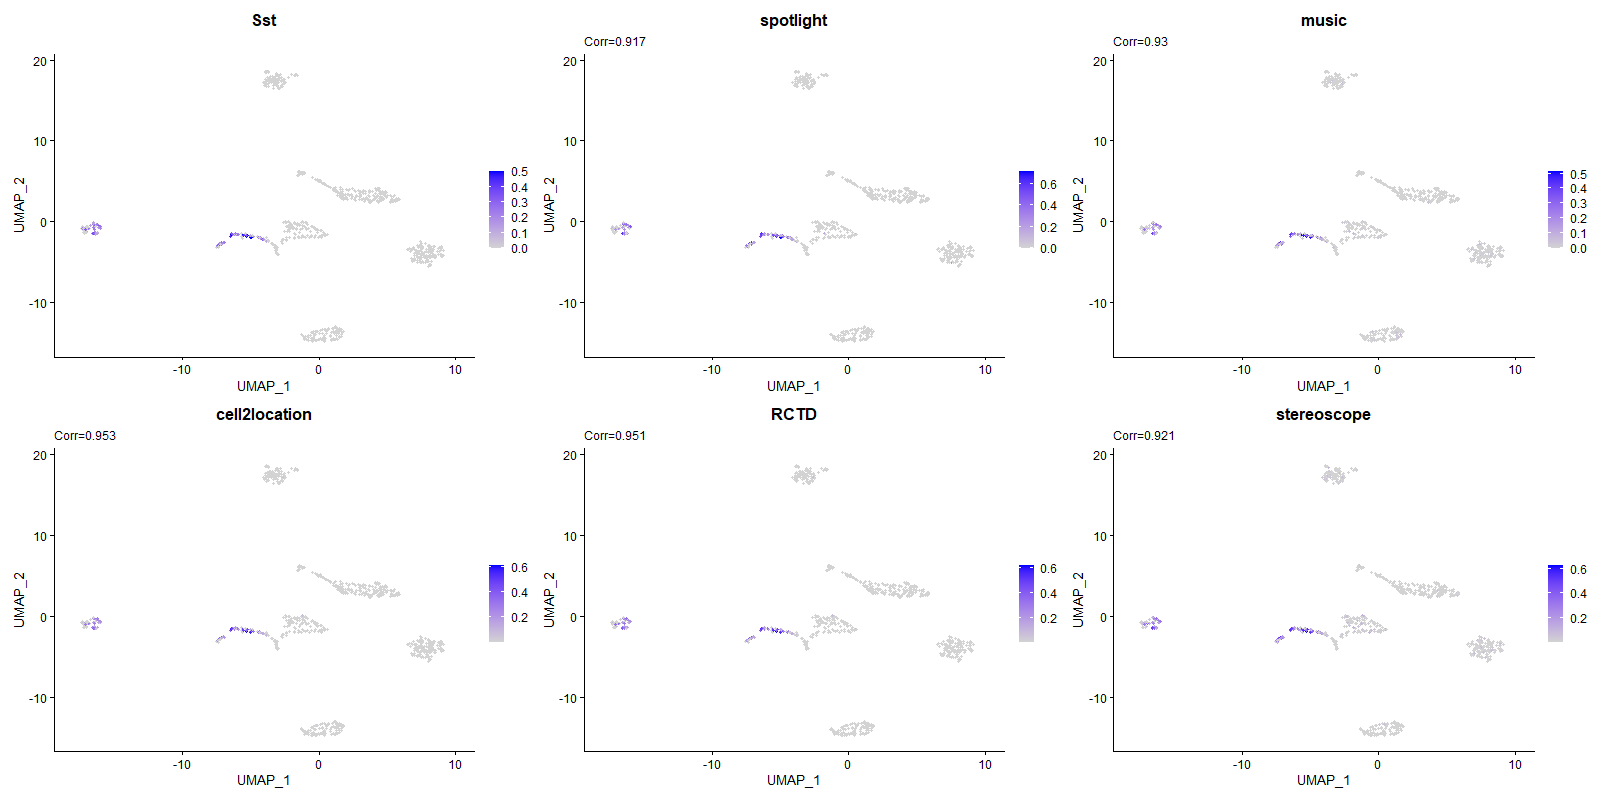 Sst
20
10
0
-10
-10
0
10
UMAP_1
UMAP_2
0.5
0.4
0.3
0.2
0.1
0.0
spotlight
Corr=0.917
20
10
0
-10
-10
0
10
UMAP_1
UMAP_2
0.6
0.4
0.2
0.0
music
Corr=0.93
20
10
0
-10
-10
0
10
UMAP_1
UMAP_2
0.5
0.4
0.3
0.2
0.1
0.0
cell2location
Corr=0.953
20
10
0
-10
-10
0
10
UMAP_1
UMAP_2
0.6
0.4
0.2
RCTD
Corr=0.951
20
10
0
-10
-10
0
10
UMAP_1
UMAP_2
0.6
0.4
0.2
stereoscope
Corr=0.921
20
10
0
-10
-10
0
10
UMAP_1
UMAP_2
0.6
0.4
0.2